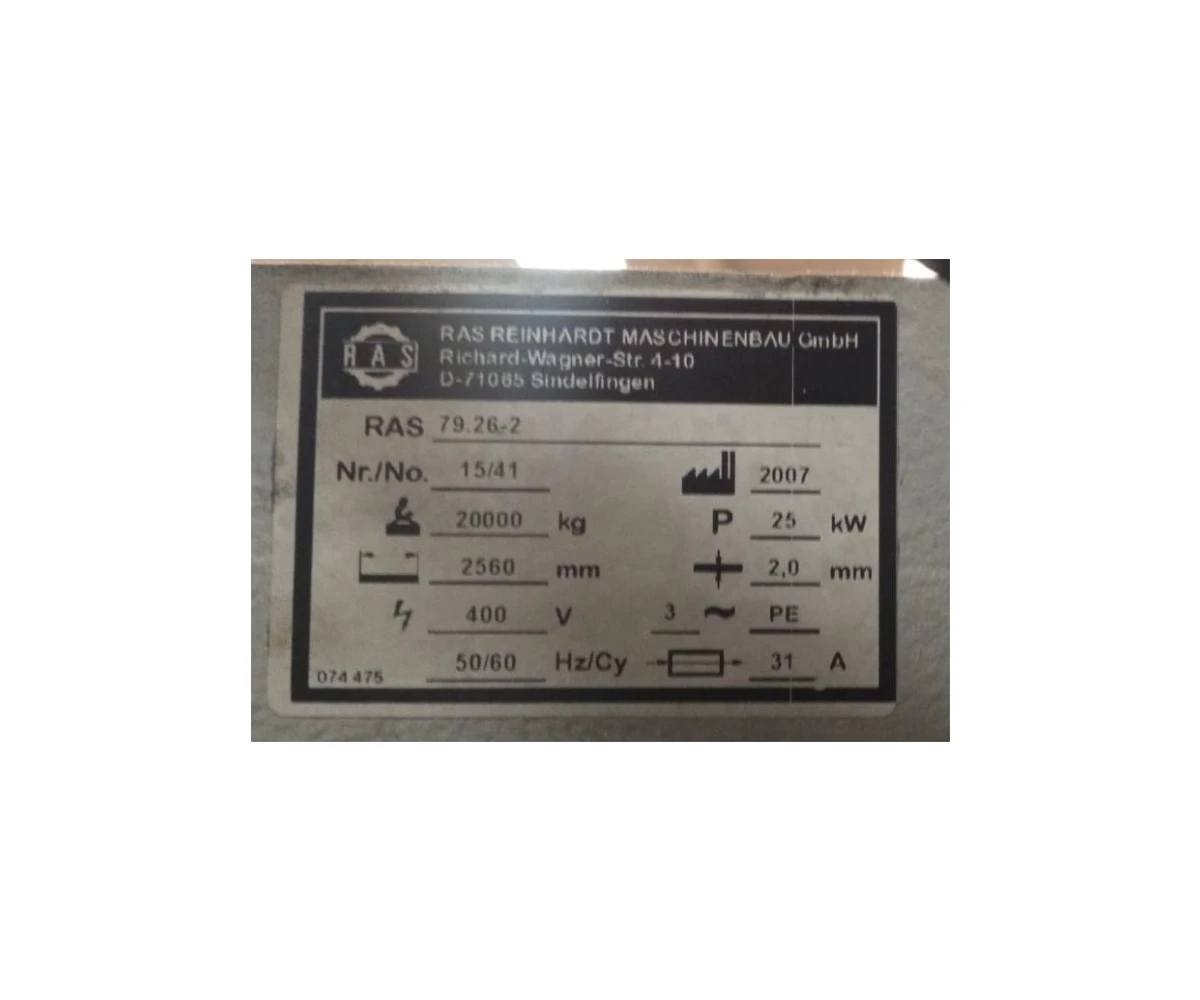 RAS
RAS REINHARDT MASCHINENBAU GmbH
Richard-Wagner-Str. 4-10
D-71065 Sindelfingen
RAS 79.26-2
Nr./No. 15/41 2007
20000 kg P 25 kW
2560 mm 2,0 mm
400 V 3 ~ PE
074 475 50/60 Hz/Cy 31 A